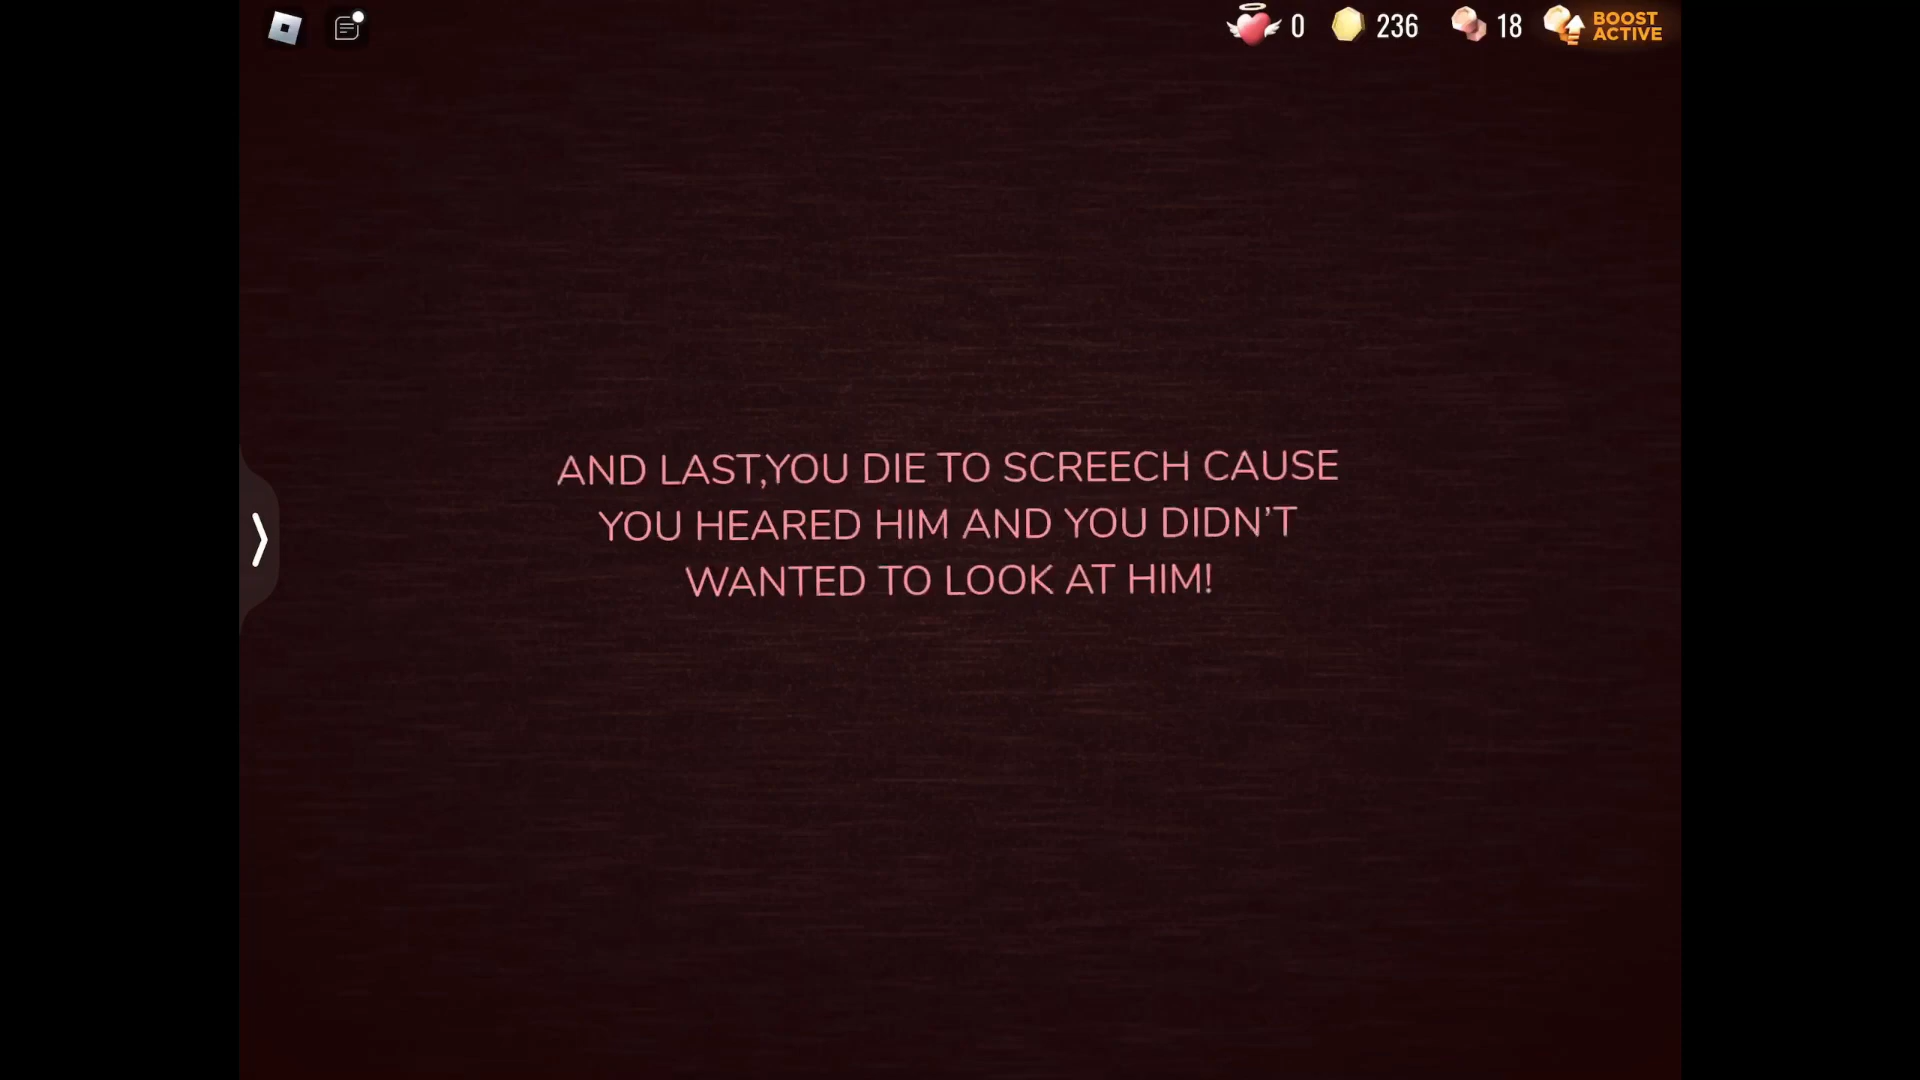 0 236 18 BOOST
ACTIVE
AND LAST,YOU DIE TO SCREECH CAUSE
YOU HEARED HIM AND YOU DIDN’T
WANTED TO LOOK AT HIM!